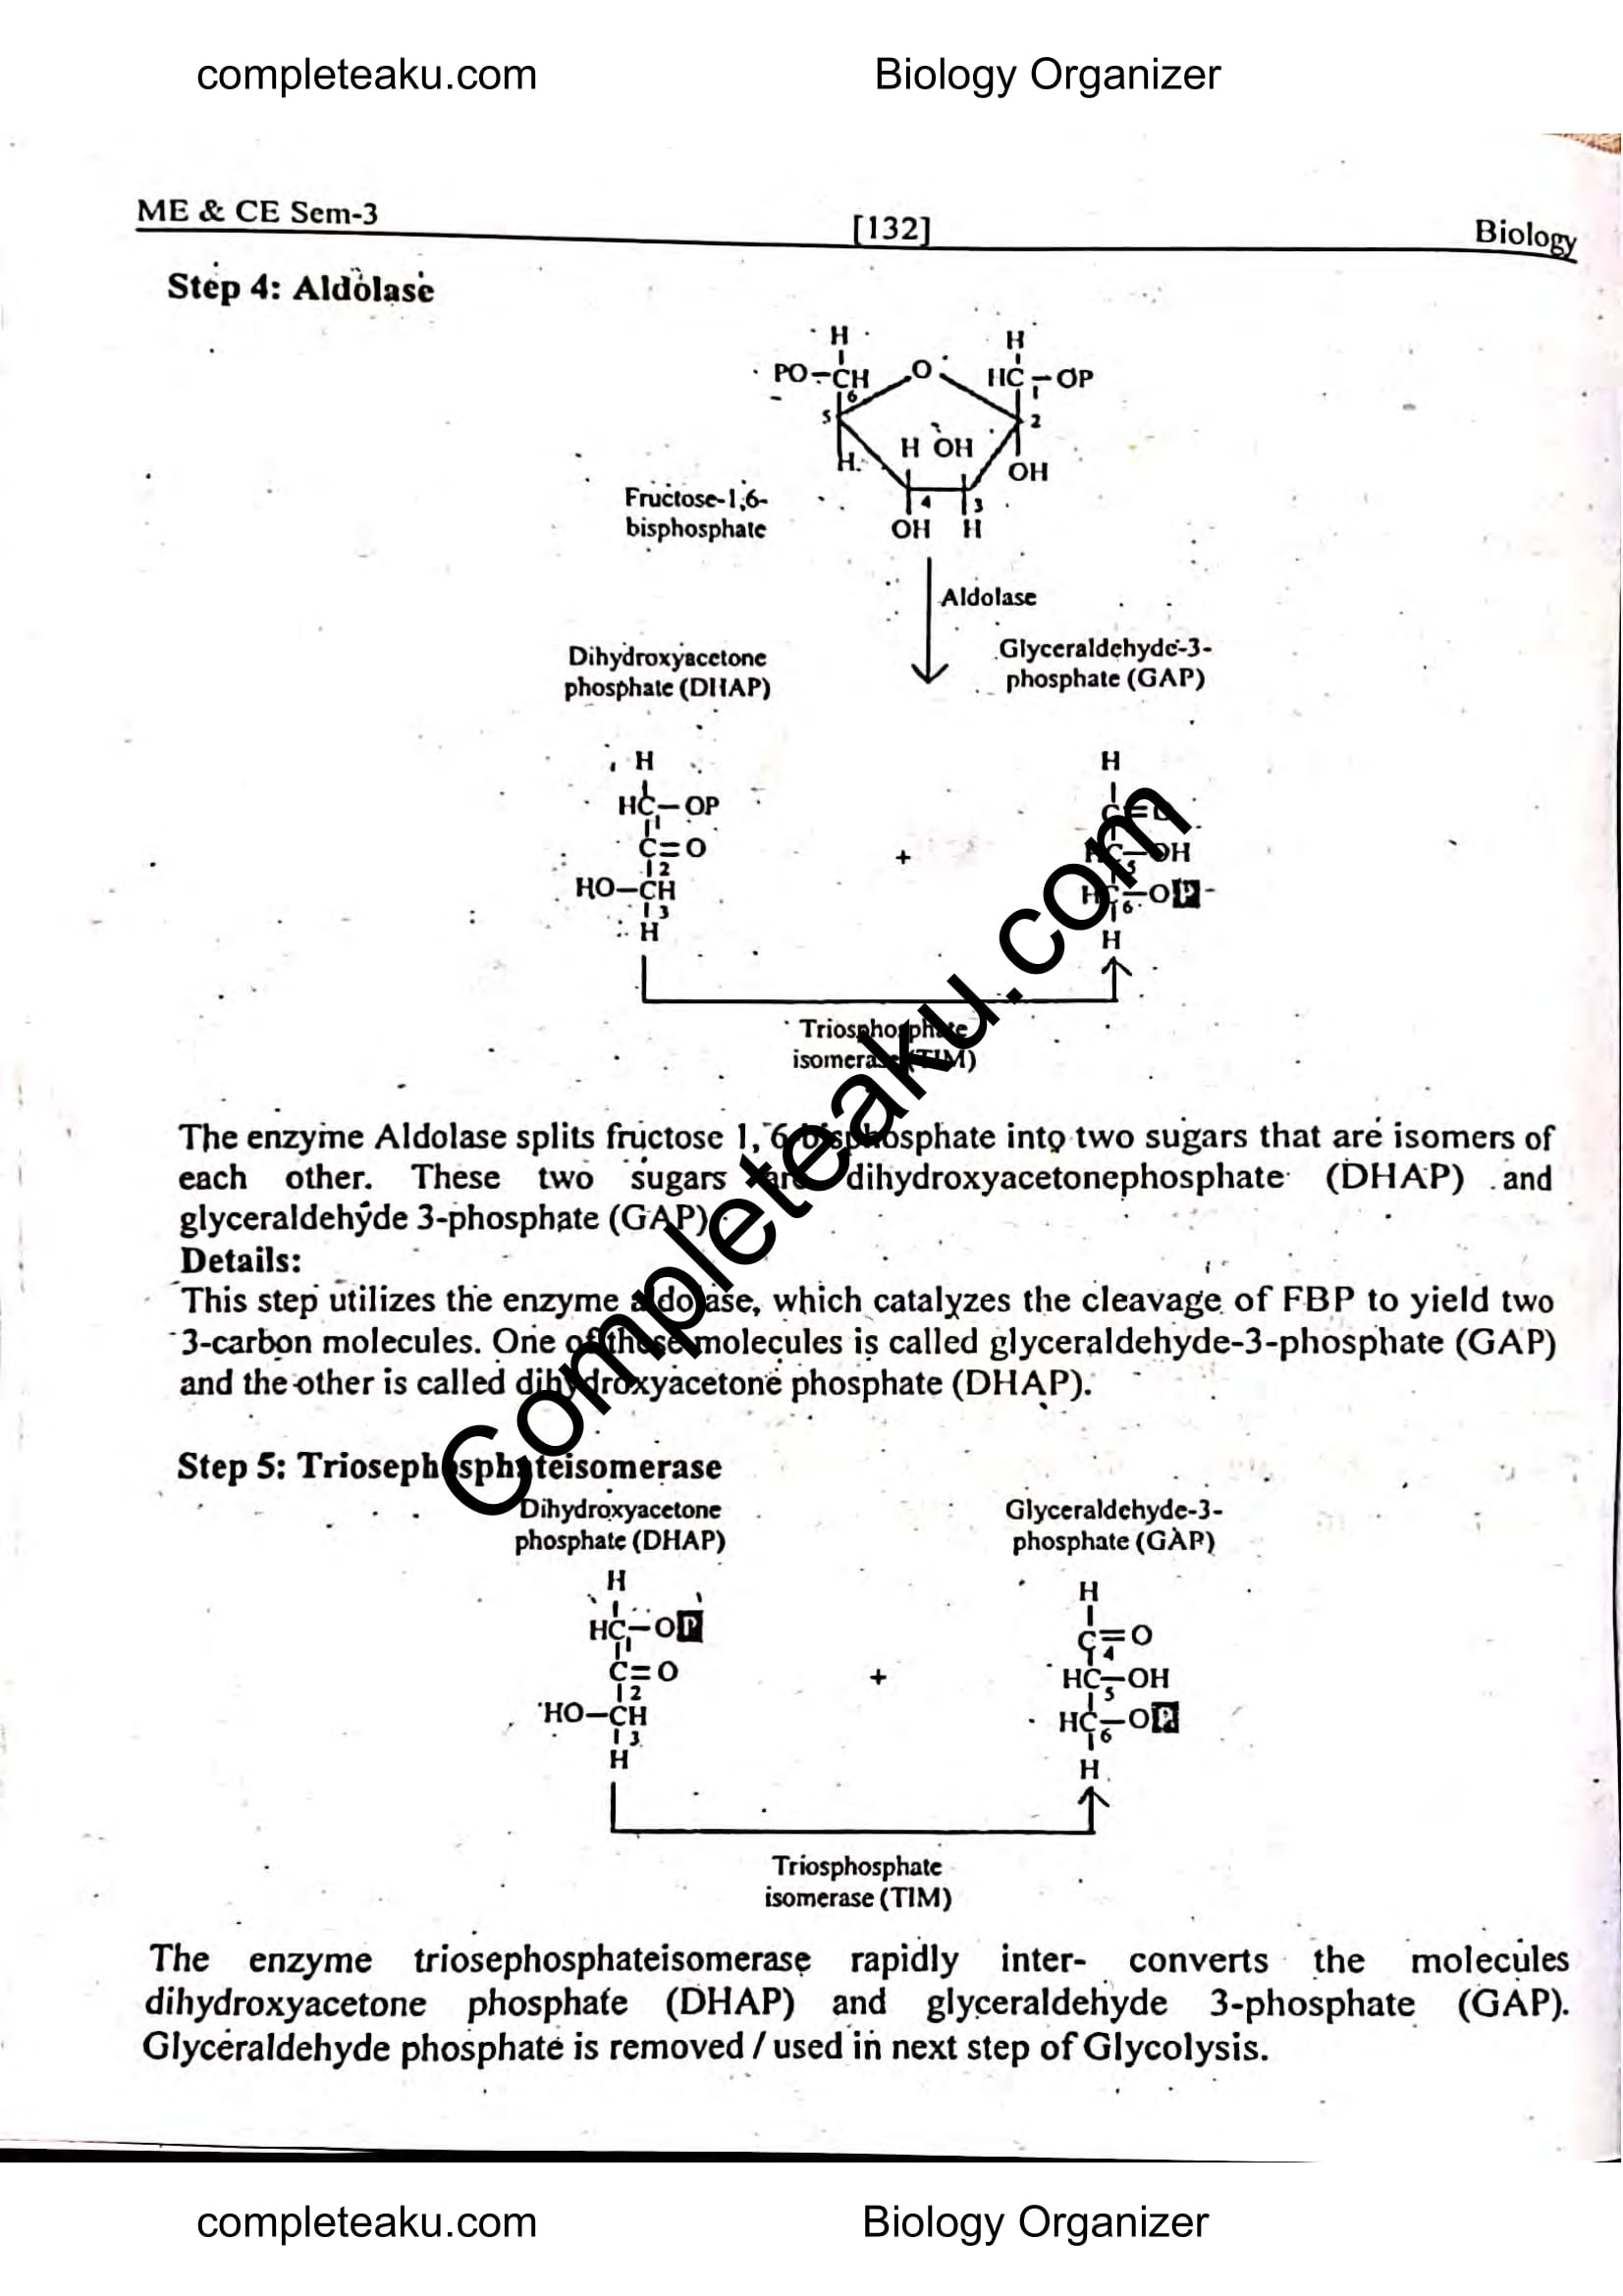 completeaku.com Biology Organizer
ME & CE Sem-3 [132] Biology
Step 4: Aldolase
H H
PO–CH O HC–OP
6 1
5 2
H OH
H OH
Fructose-1,6-
bisphosphate
4 3
OH H
Aldolase
Dihydroxyacetone
phosphate (DHAP)
Glyceraldehyde-3-
phosphate (GAP)
H
HC–OP
1
C=O
2
HO–CH
3
H
+
H
C=O
HC–OH
5
HC–OP
6
H
Triosphosphate
isomerase (TIM)
The enzyme Aldolase splits fructose 1, 6-bisphosphate into two sugars that are isomers of
each other. These two sugars are dihydroxyacetonephosphate (DHAP) and
glyceraldehyde 3-phosphate (GAP)
Details:
This step utilizes the enzyme aldolase, which catalyzes the cleavage of FBP to yield two
3-carbon molecules. One of these molecules is called glyceraldehyde-3-phosphate (GAP)
and the other is called dihydroxyacetone phosphate (DHAP).
Step 5: Triosephosphateisomerase
Dihydroxyacetone
phosphate (DHAP)
Glyceraldehyde-3-
phosphate (GAP)
H
HC–OP
1
C=O
2
HO–CH
3
H
+
H
C=O
4
HC–OH
5
HC–OP
6
H
Triosphosphate
isomerase (TIM)
The enzyme triosephosphateisomerase rapidly inter- converts the molecules
dihydroxyacetone phosphate (DHAP) and glyceraldehyde 3-phosphate (GAP).
Glyceraldehyde phosphate is removed / used in next step of Glycolysis.
Completeaku.com
completeaku.com Biology Organizer